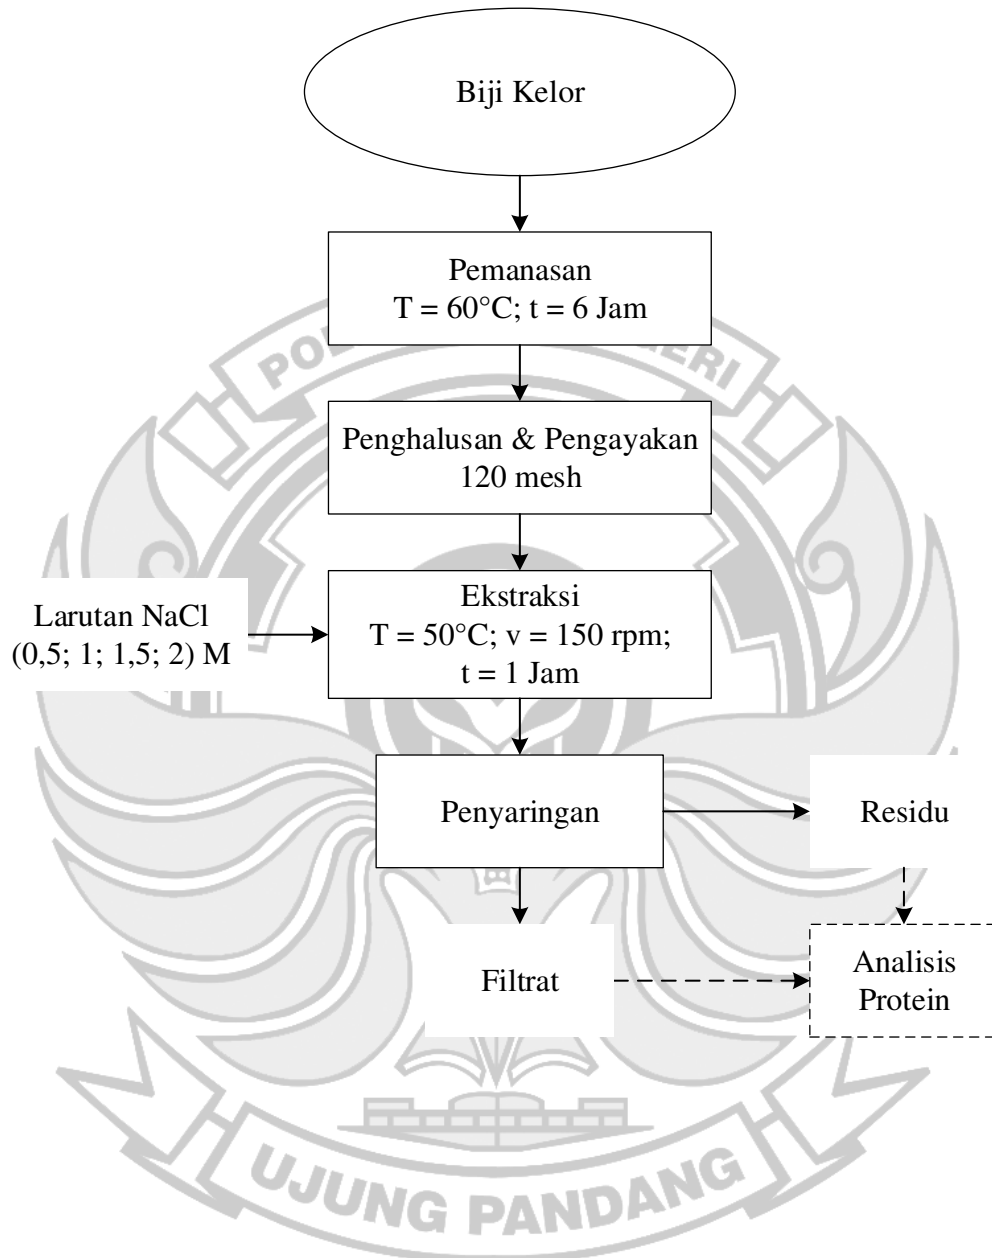 Biji Kelor
Pemanasan
T = 60°C; t = 6 Jam
Penghalusan & Pengayakan
120 mesh
Larutan NaCl
(0,5; 1; 1,5; 2) M
Ekstraksi
T = 50°C; v = 150 rpm;
t = 1 Jam
Penyaringan
Residu
Filtrat
Analisis
Protein
UJUNG PANDANG